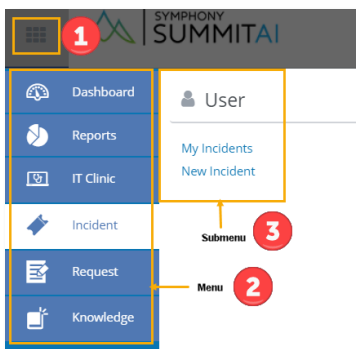 1
SYMPHONY
SUMMITAI
Dashboard
Reports
IT Clinic
Incident
Request
Knowledge
User
My Incidents
New Incident
Submenu 3
Menu 2